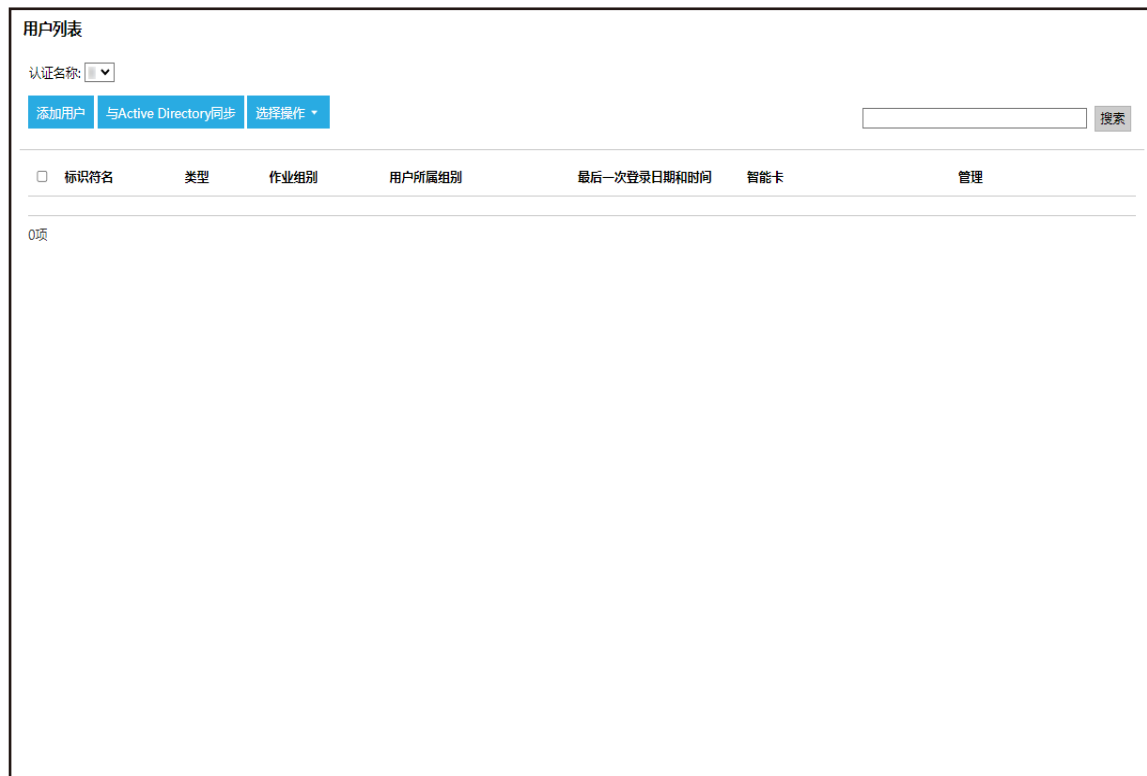 用户列表
认证名称:
添加用户 与Active Directory同步 选择操作 搜索
标识符名 类型 作业组别 用户所属组别 最后一次登录日期和时间 智能卡 管理
0项